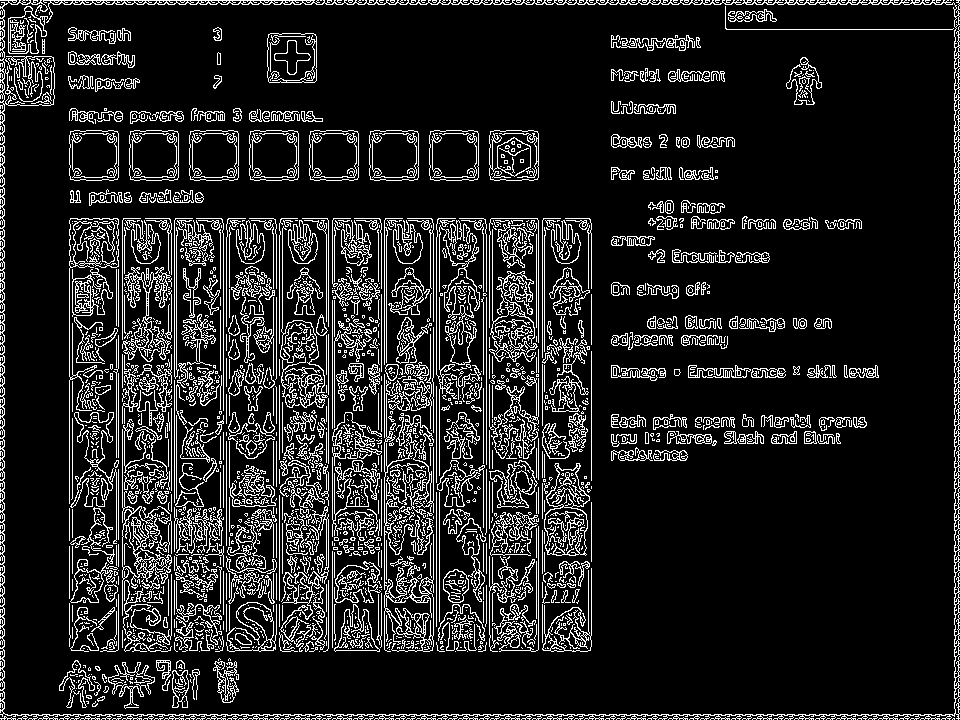 search.
Strength 3
Dexterity 1
Willpower 7
Acquire powers from 3 elements...
11 points available
Heavyweight
Martial element
Unknown
Costs 2 to learn
Per skill level:
+40 Armor
+20% Armor from each worn
armor
+2 Encumbrance
On shrug off:
deal Blunt damage to an
adjacent enemy
Damage = Encumbrance x skill level
Each point spent in Martial grants
you 1% Pierce, Slash and Blunt
resistance